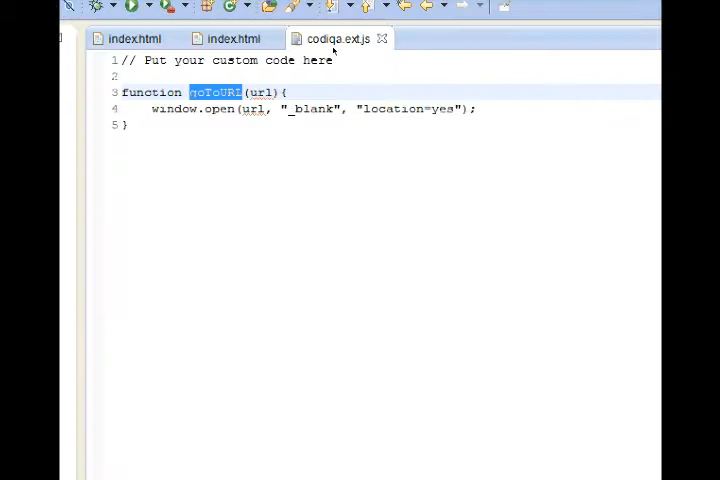 index.html index.html codiqa.ext.js
1 // Put your custom code here
2
3 function goToURL(url){
4 window.open(url, "_blank", "location=yes");
5 }